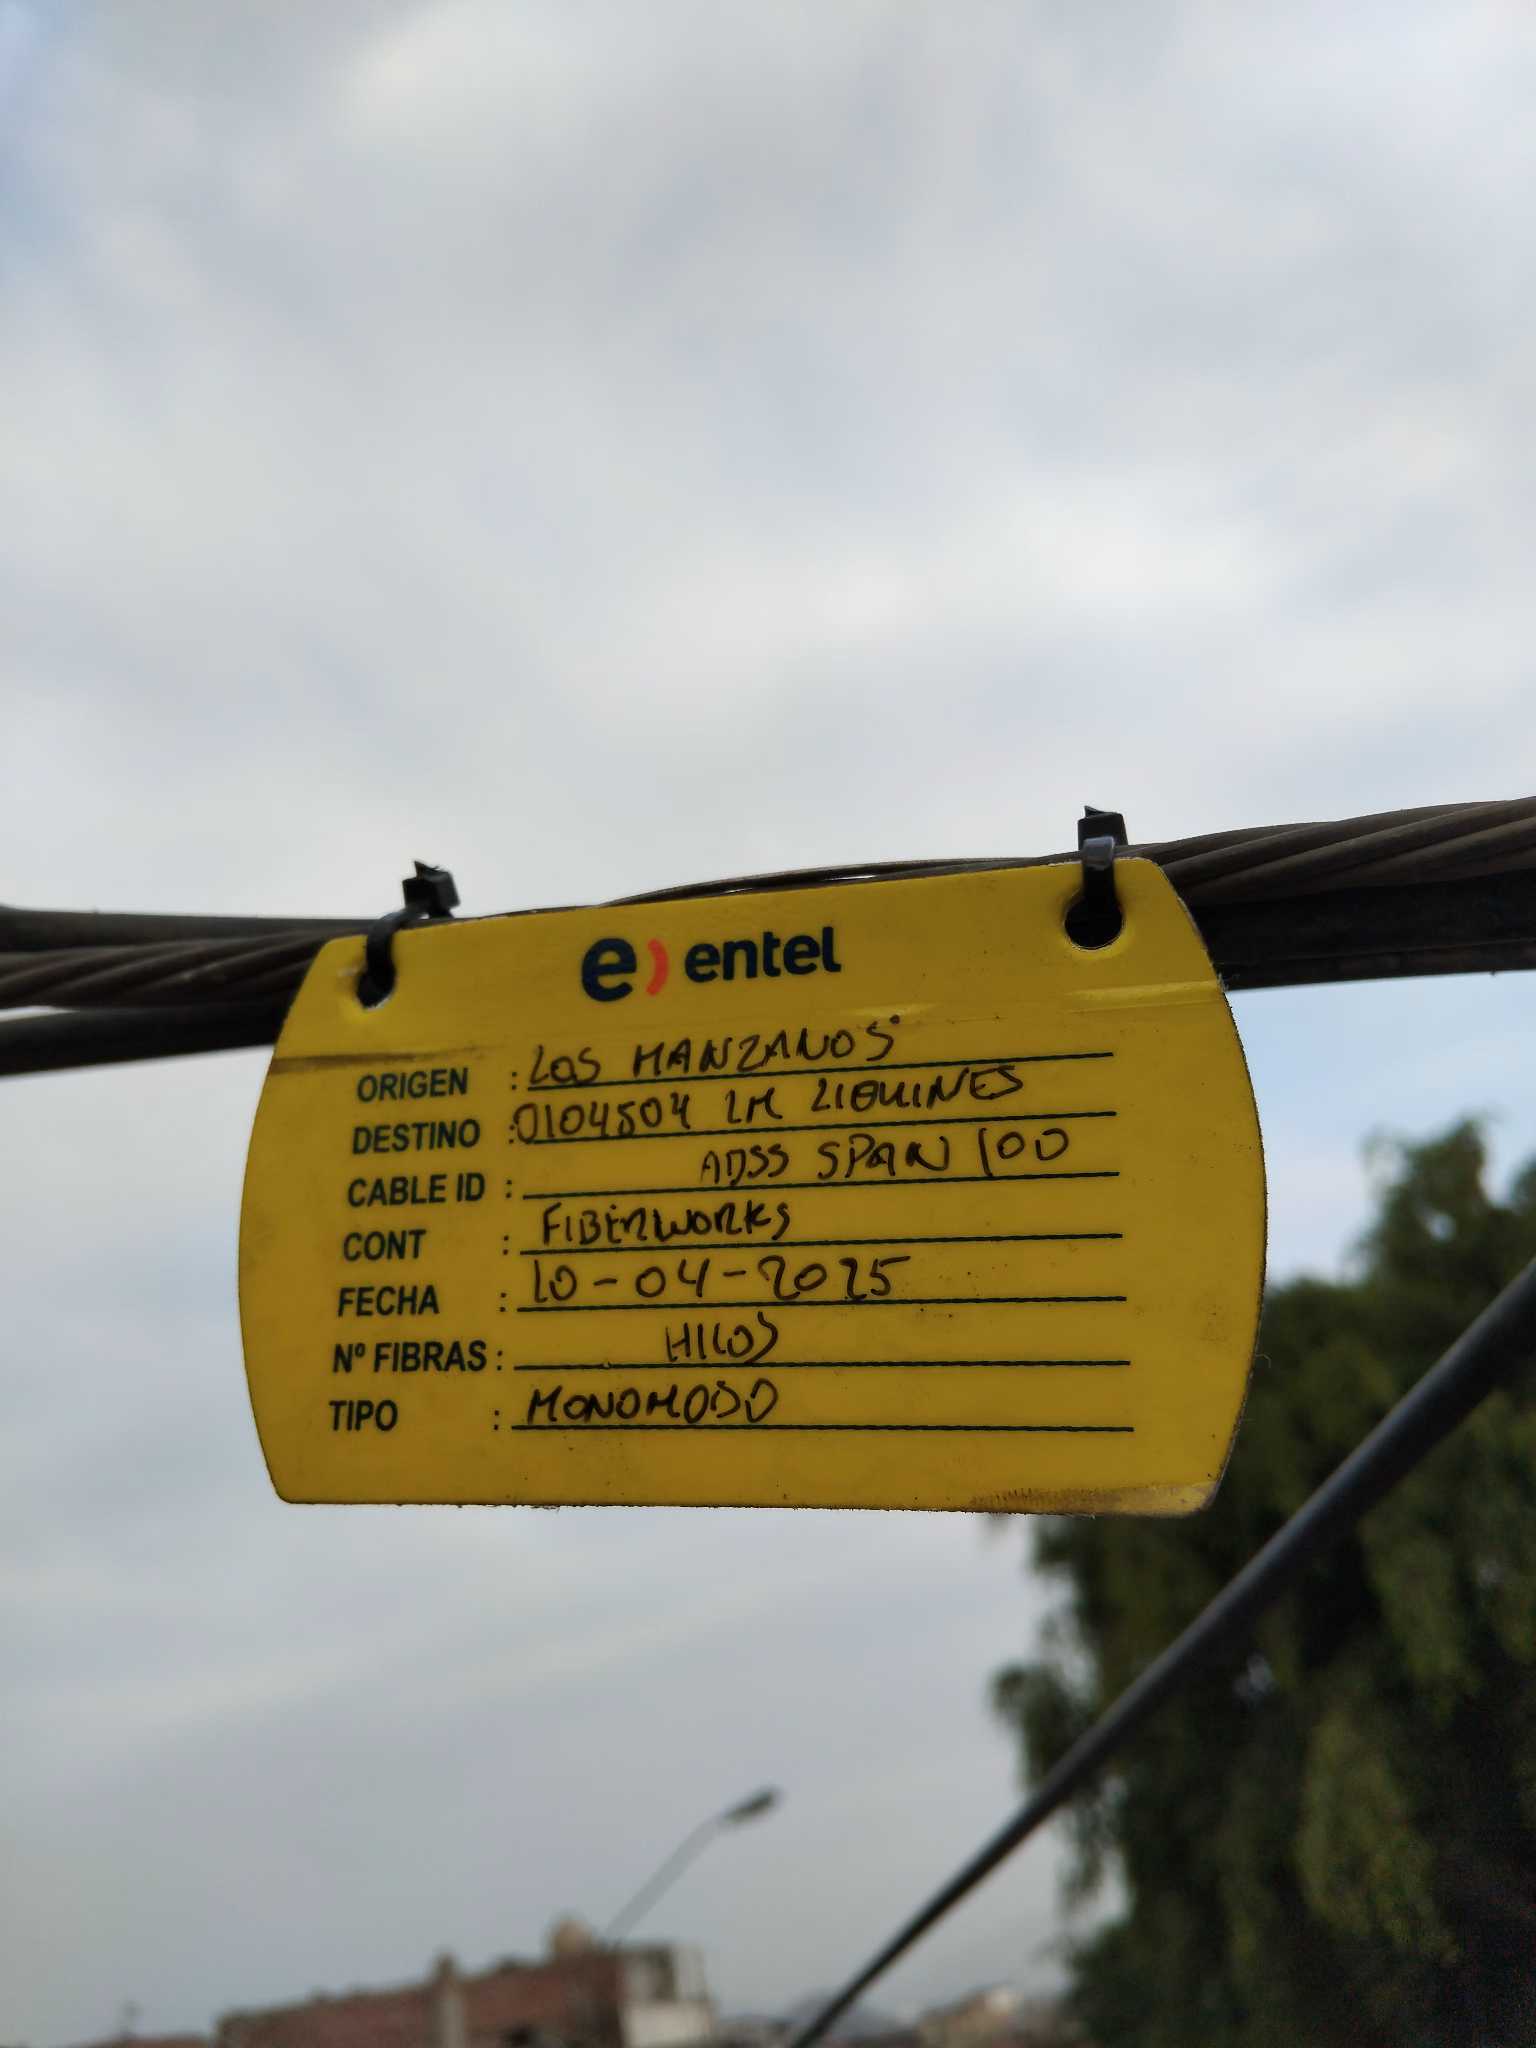 e) entel
ORIGEN : LOS MANZANOS
DESTINO : 0104504 LM LIQUINES
CABLE ID : ADSS SPAN 100
CONT : FIBERWORKS
FECHA : 10-04-2025
Nº FIBRAS : HILOS
TIPO : MONOMODO